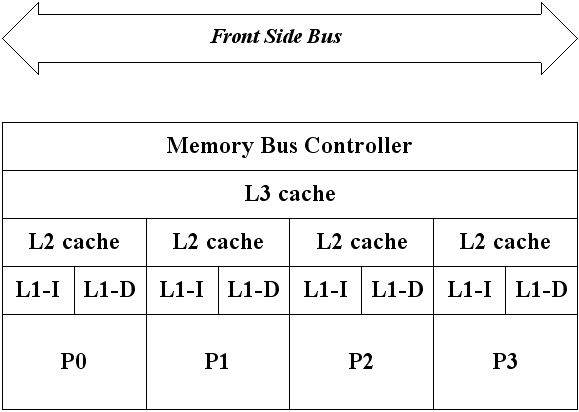 Front Side Bus
Memory Bus Controller
L3 cache
L2 cache L2 cache L2 cache L2 cache
L1-I L1-D L1-I L1-D L1-I L1-D L1-I L1-D
P0 P1 P2 P3